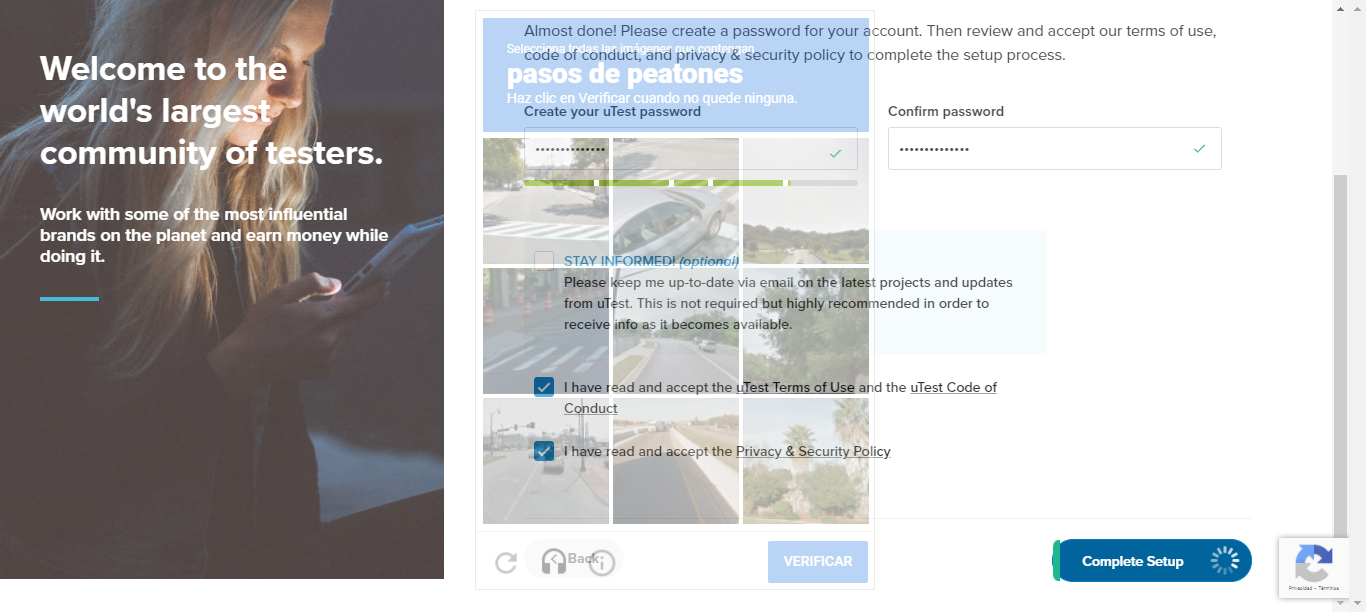 Welcome to the
world's largest
community of testers.
Work with some of the most influential
brands on the planet and earn money while
doing it.
Almost done! Please create a password for your account. Then review and accept our terms of use,
code of conduct, and privacy & security policy to complete the setup process.
Selecciona todas las imágenes que contengan
pasos de peatones
Haz clic en Verificar cuando no quede ninguna.
Create your uTest password
Confirm password
••••••••••••••
••••••••••••••
STAY INFORMED! (optional)
Please keep me up-to-date via email on the latest projects and updates
from uTest. This is not required but highly recommended in order to
receive info as it becomes available.
I have read and accept the uTest Terms of Use and the uTest Code of
Conduct
I have read and accept the Privacy & Security Policy
Back
VERIFICAR
Complete Setup
Privacidad - Términos